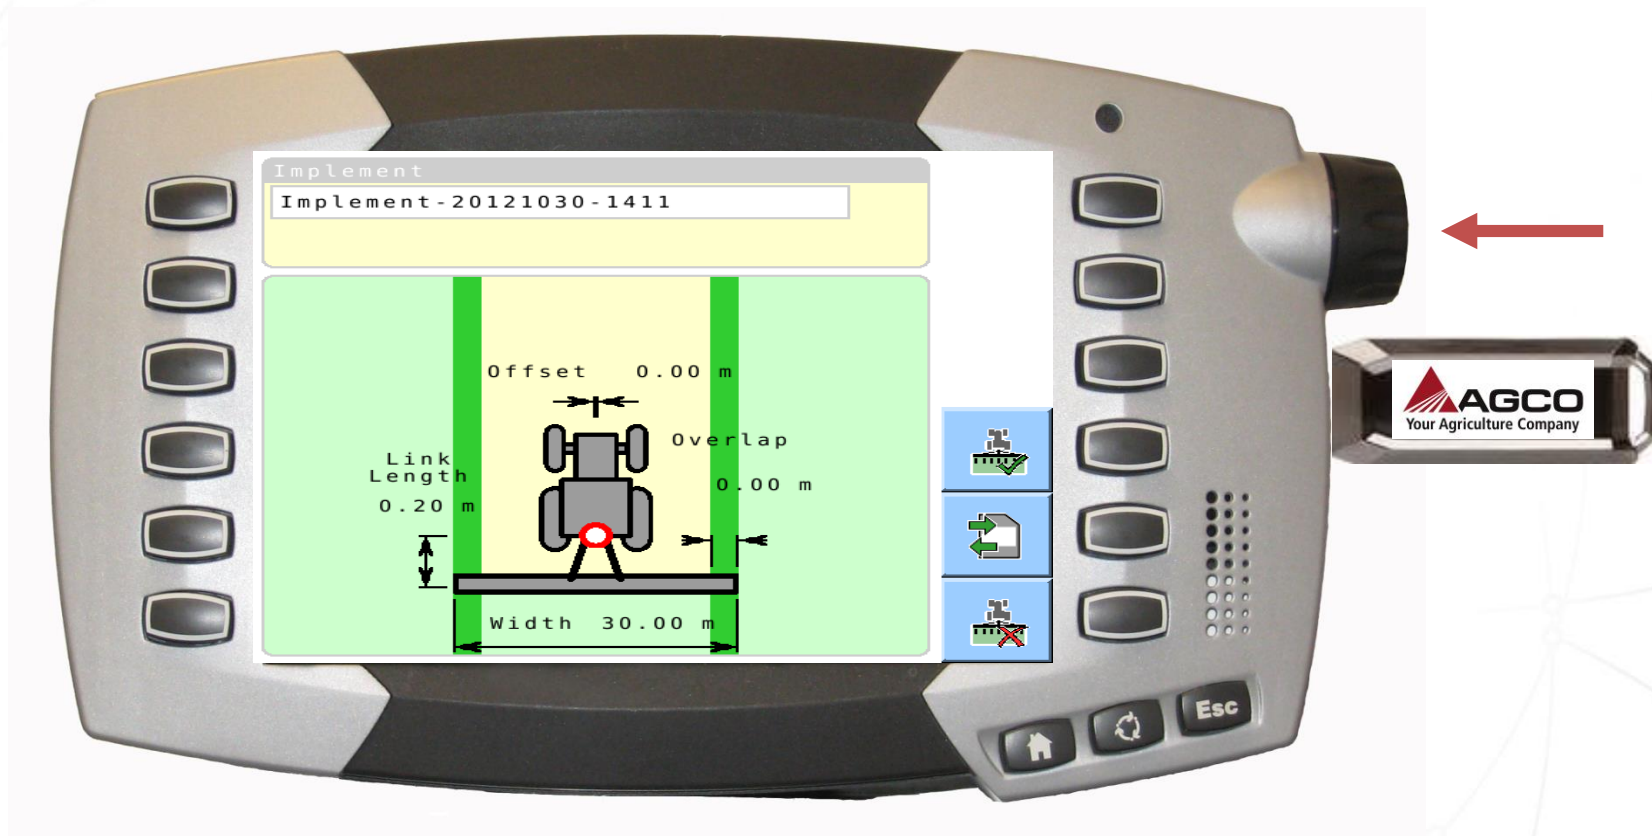 Implement
Implement-20121030-1411
Offset 0.00 m
Overlap
0.00 m
Link
Length
0.20 m
Width 30.00 m
AGCO
Your Agriculture Company
Esc